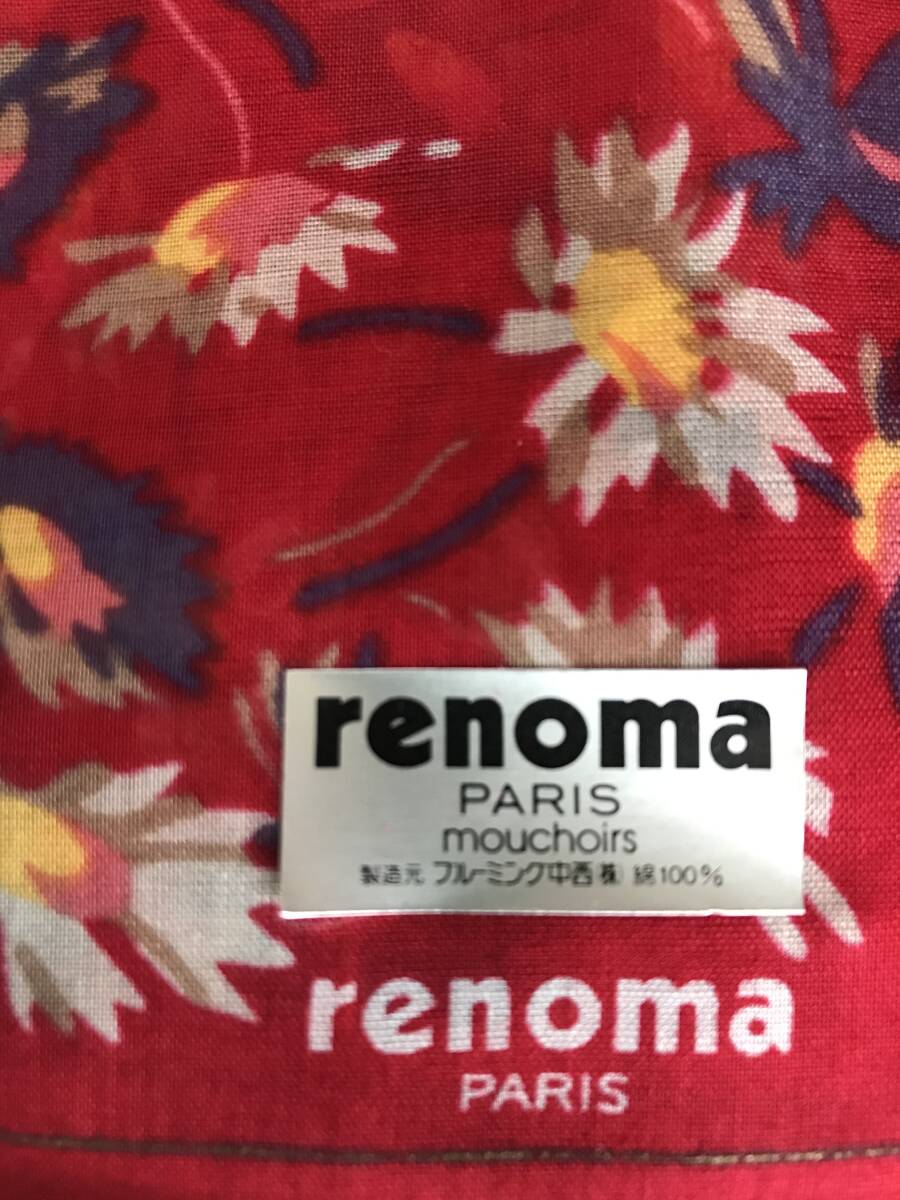 renoma
PARIS
mouchoirs
製造元 ブルーミング中西㈱ 綿100%
renoma
PARIS